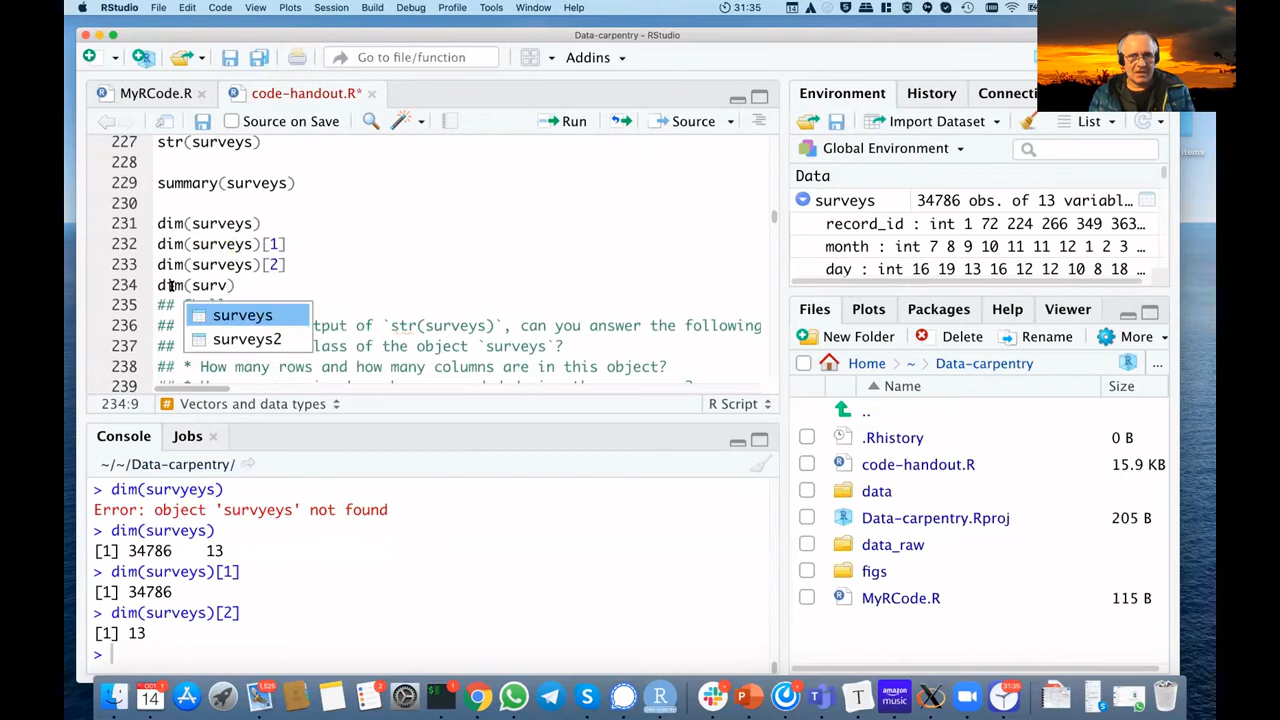 RStudio File Edit Code View Plots Session Build Debug Profile Tools Window Help 31:35
Data-carpentry - RStudio
Go to file/function Addins
MyRCode.R code-handout.R*
Source on Save Run Source
227 str(surveys)
228
229 summary(surveys)
230
231 dim(surveys)
232 dim(surveys)[1]
233 dim(surveys)[2]
234 dim(surv)
235 ##
surveys
236 ## tput of `str(surveys)`, can you answer the following
surveys2
237 ## lass of the object `surveys`?
238 ## * How many rows and how many columns are in this object?
239
234:9 Vectors and data types R Script
Console Jobs
~/~/Data-carpentry/
> dim(survyeys)
Error: object 'survyeys' not found
> dim(surveys)
[1] 34786 13
> dim(surveys)[1]
[1] 34786
> dim(surveys)[2]
[1] 13
>
Environment History Connecti
Import Dataset List
Global Environment
Data
surveys 34786 obs. of 13 variabl…
record_id : int 1 72 224 266 349 363…
month : int 7 8 9 10 11 11 12 1 2 3 …
day : int 16 19 13 16 12 12 10 8 18 …
Files Plots Packages Help Viewer
New Folder Delete Rename More
Home Data-carpentry ...
Name Size
..
.Rhistory 0 B
code-handout.R 15.9 KB
data
Data-carpentry.Rproj 205 B
data_raw
figs
MyRCode.R 115 B
items
amazon music
31:35